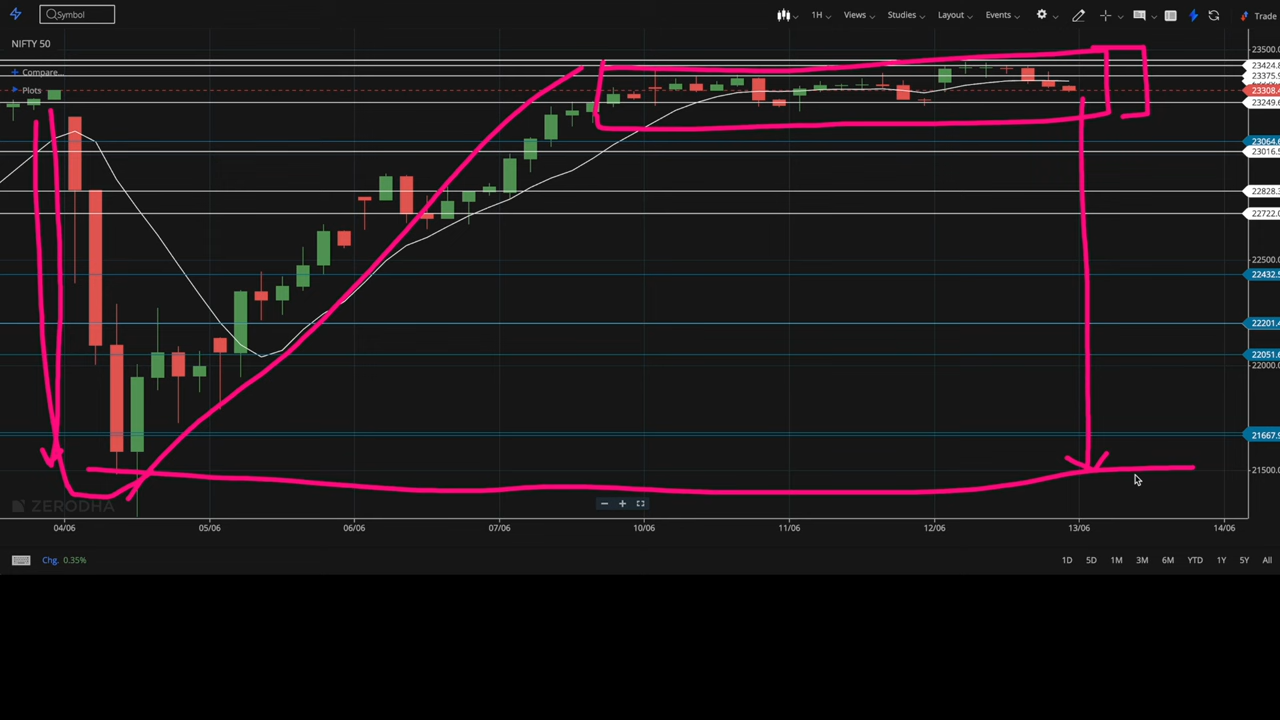 Symbol
1H
Views
Studies
Layout
Events
Trade
NIFTY 50
Compare...
Plots
23500.
23424.8
23375.
23308.4
23249.6
23064.
23016.5
22828.3
22722.0
22500.0
22432.5
22201.4
22051.6
22000.0
21667.9
21500.0
ZERODHA
04/06 05/06 06/06 07/06 10/06 11/06 12/06 13/06 14/06
Chg. 0.35%
1D 5D 1M 3M 6M YTD 1Y 5Y All